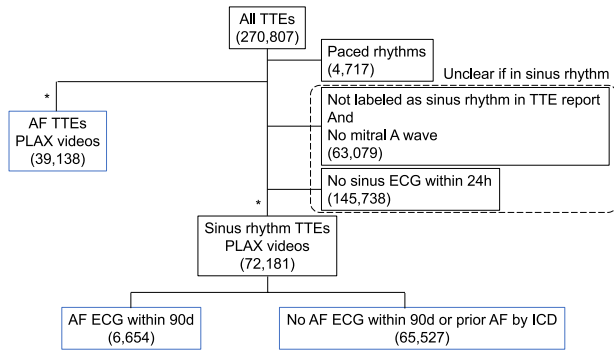 All TTEs
(270,807)
Paced rhythms
(4,717)
Unclear if in sinus rhythm
*
AF TTEs
PLAX videos
(39,138)
Not labeled as sinus rhythm in TTE report
And
No mitral A wave
(63,079)
No sinus ECG within 24h
(145,738)
*
Sinus rhythm TTEs
PLAX videos
(72,181)
AF ECG within 90d
(6,654)
No AF ECG within 90d or prior AF by ICD
(65,527)